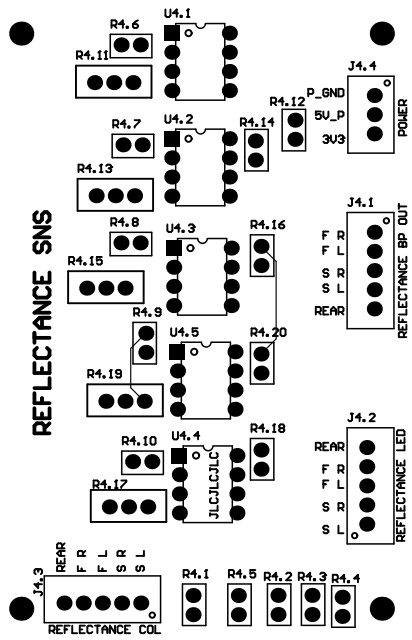 U4.1
R4.6
R4.11
J4.4
P_GND
5V_P
3V3
POWER
R4.12
U4.2
R4.7
R4.14
R4.13
J4.1
F R
F L
S R
S L
REAR
REFLECTANCE BP OUT
R4.8
U4.3
R4.16
R4.15
REFLECTANCE SNS
R4.9
U4.5
R4.20
R4.19
J4.2
REAR
F R
F L
S R
S L
REFLECTANCE LED
R4.10
U4.4
R4.18
JLCJLCJLCJLC
R4.17
J4.3
REAR
F R
F L
S R
S L
REFLECTANCE COL
R4.1
R4.5
R4.2
R4.3
R4.4